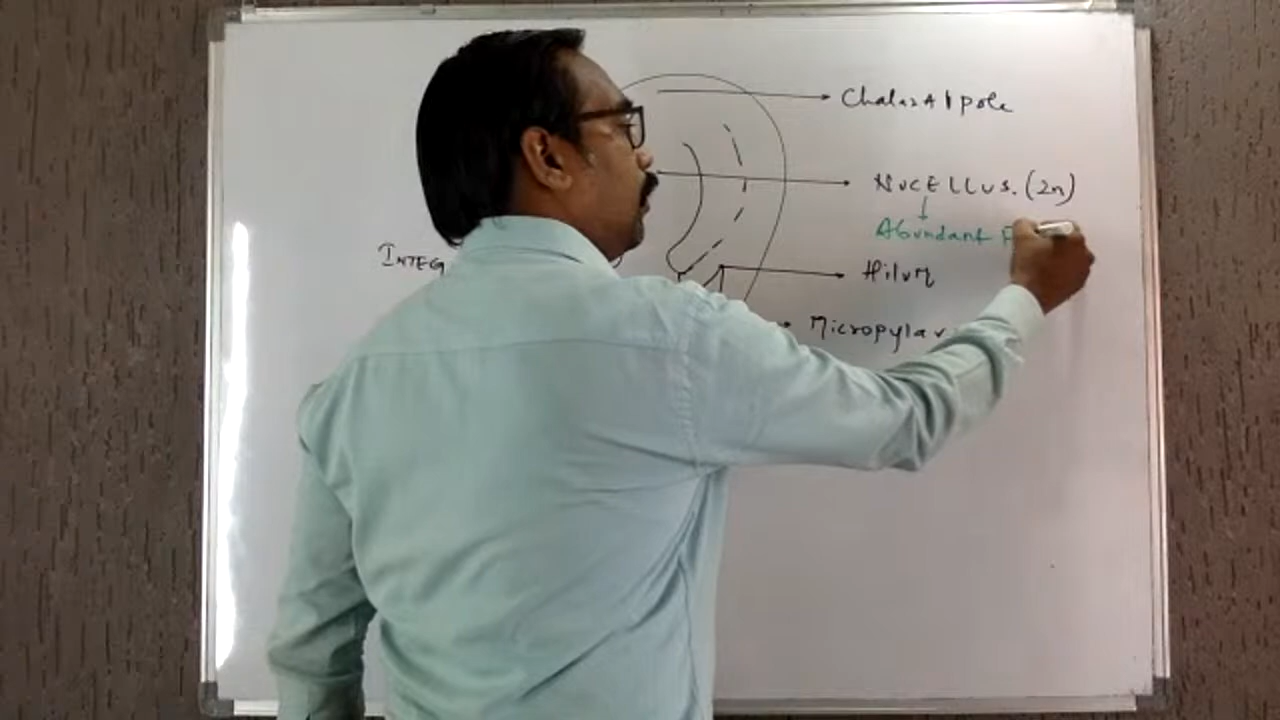 ChalazAl pole
NUCELLUS. (2n)
Abundant F
INTEG
Hilum
Micropylar